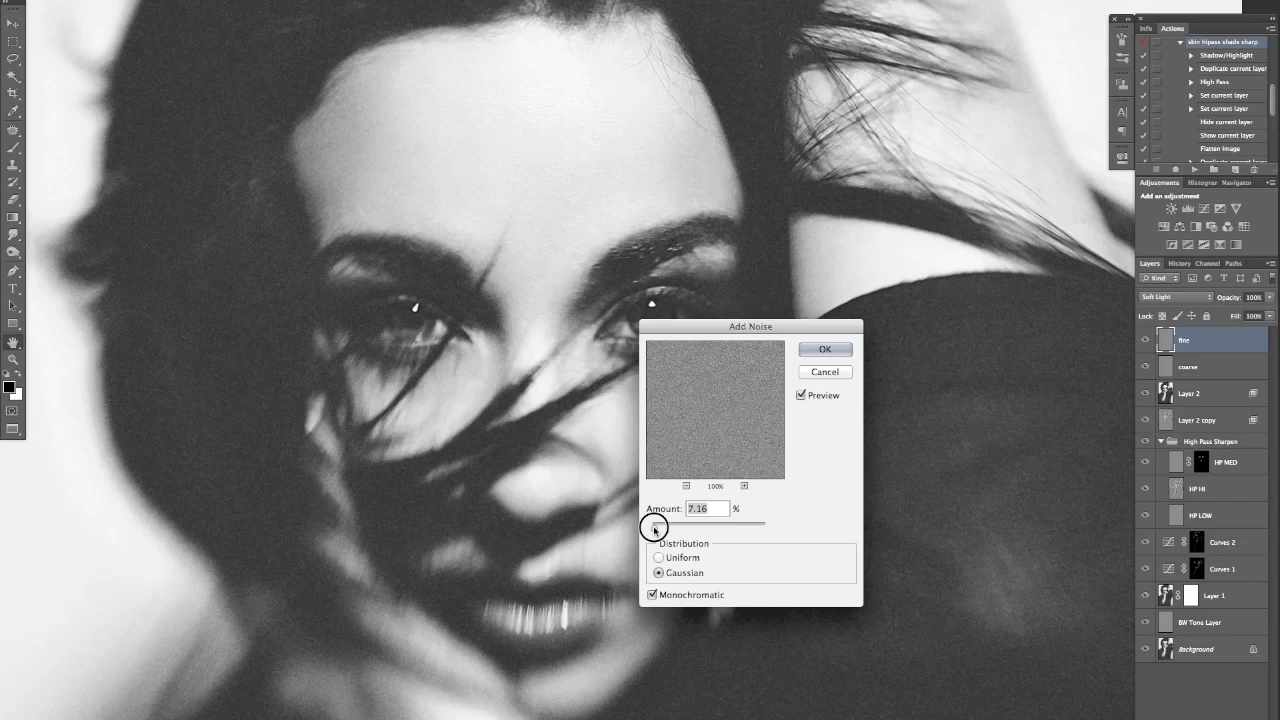 Info Actions
skin hipass shads sharp
Shadow/Highlight
Duplicate current layer
High Pass
Set current layer
Set current layer
Hide current layer
Show current layer
Flatten Image
Duplicate current layer
Adjustments Histogram Navigator
Add an adjustment
Layers History Channel Paths
Kind
Soft Light Opacity: 100%
Lock: Fill: 100%
fine
coarse
Layer 2
Layer 2 copy
High Pass Sharpen
HP MED
HP HI
HP LOW
Curves 2
Curves 1
Layer 1
BW Tone Layer
Background
Add Noise
OK
Cancel
Preview
100%
Amount: 7.16 %
Distribution
Uniform
Gaussian
Monochromatic